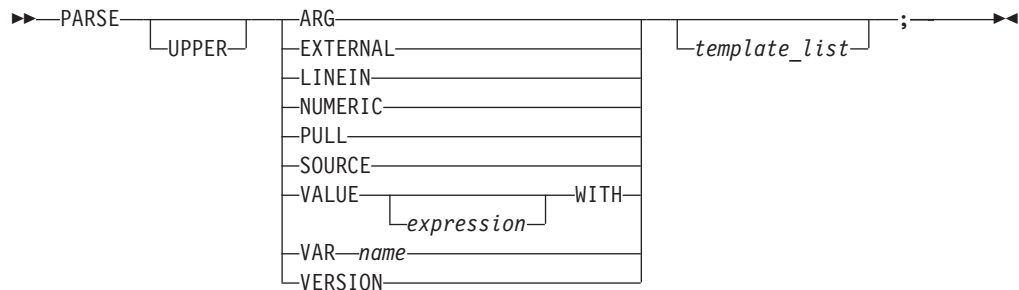 PARSE UPPER ARG template_list ;
EXTERNAL
LINEIN
NUMERIC
PULL
SOURCE
VALUE expression WITH
VAR name
VERSION